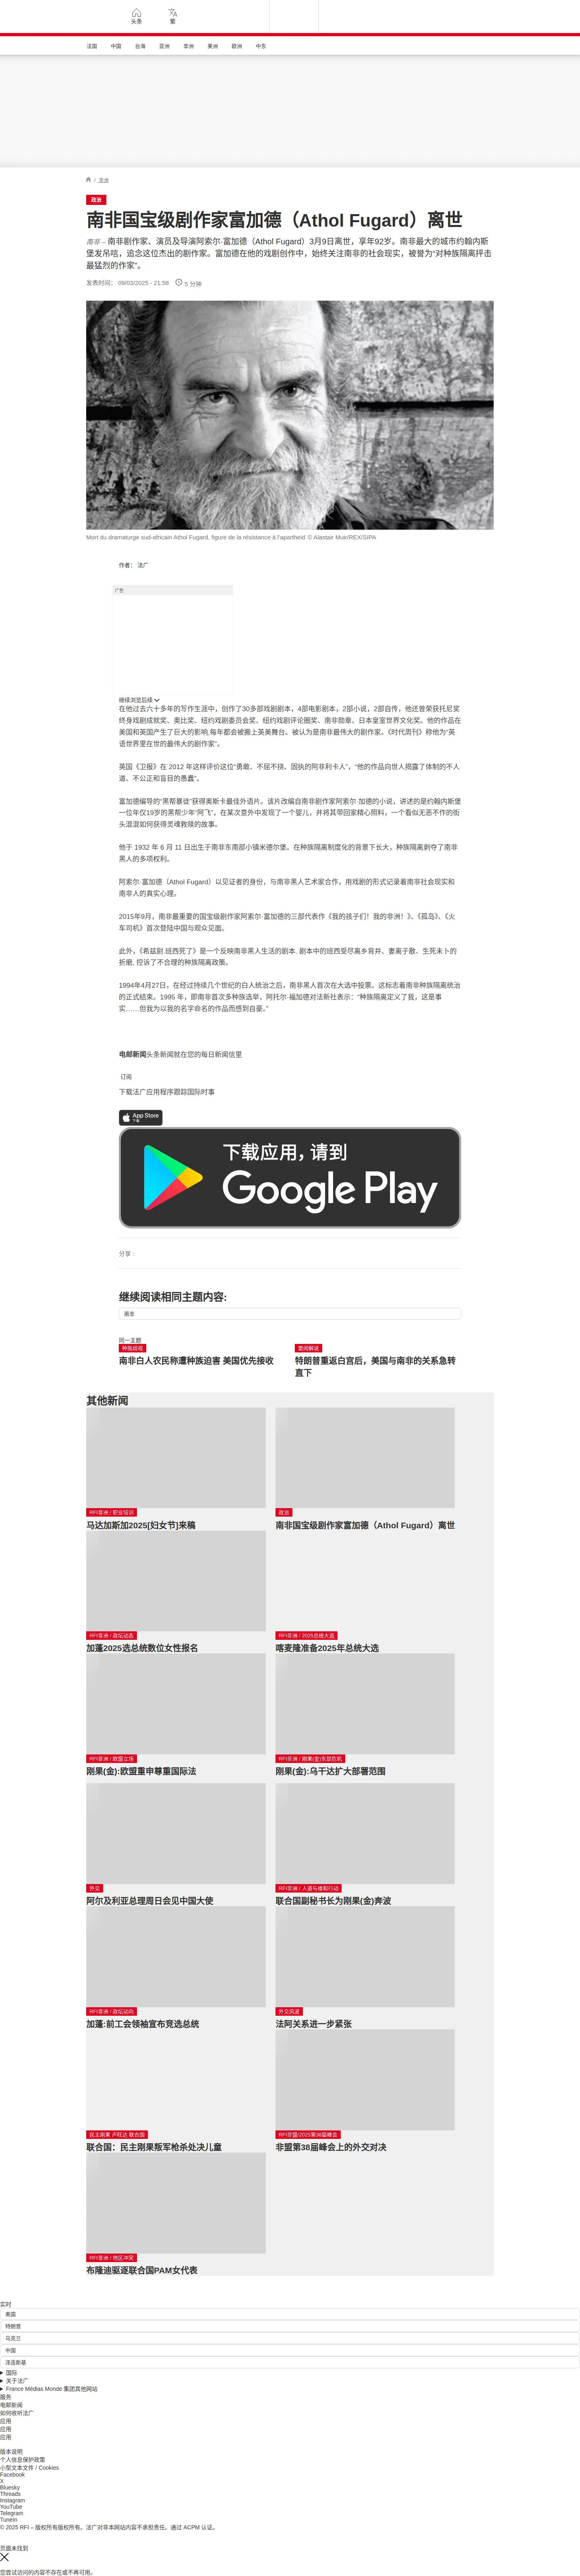 头条
繁
法国
中国
台海
亚洲
非洲
美洲
欧洲
中东
/ 亚洲
政治
南非国宝级剧作家富加德（Athol Fugard）离世
南非 – 南非剧作家、演员及导演阿索尔·富加德（Athol Fugard）3月9日离世，享年92岁。南非最大的城市约翰内斯
堡发吊唁，追念这位杰出的剧作家。富加德在他的戏剧创作中，始终关注南非的社会现实，被誉为“对种族隔离抨击
最猛烈的作家”。
发表时间： 09/03/2025 - 21:58
5 分钟
Mort du dramaturge sud-africain Athol Fugard, figure de la résistance à l'apartheid © Alastair Muir/REX/SIPA
作者： 法广
广告
继续浏览后续
在他过去六十多年的写作生涯中，创作了30多部戏剧剧本，4部电影剧本，2部小说，2部自传，他还曾荣获托尼奖
终身戏剧成就奖、奥比奖、纽约戏剧委员会奖、纽约戏剧评论圈奖、南非勋章、日本皇室世界文化奖。他的作品在
美国和英国产生了巨大的影响,每年都会被搬上英美舞台。被认为是南非最伟大的剧作家。《时代周刊》称他为“英
语世界里在世的最伟大的剧作家”。
英国《卫报》在 2012 年这样评价这位“勇敢、不屈不挠、固执的阿非利卡人”，“他的作品向世人揭露了体制的不人
道、不公正和盲目的愚蠢”。
富加德编导的“黑帮暴徒”获得奥斯卡最佳外语片。该片改编自南非剧作家阿索尔·加德的小说，讲述的是约翰内斯堡
一位年仅19岁的黑帮少年“阿飞”，在某次意外中发现了一个婴儿，并将其带回家精心照料，一个看似无恶不作的街
头混混如何获得灵魂救赎的故事。
他于 1932 年 6 月 11 日出生于南非东南部小镇米德尔堡。在种族隔离制度化的背景下长大，种族隔离剥夺了南非
黑人的多项权利。
阿索尔·富加德（Athol Fugard）以见证者的身份，与南非黑人艺术家合作，用戏剧的形式记录着南非社会现实和
南非人的真实心理。
2015年9月，南非最重要的国宝级剧作家阿索尔·富加德的三部代表作《我的孩子们！我的非洲！》、《孤岛》、《火
车司机》首次登陆中国与观众见面。
此外，《希兹尉.班西死了》是一个反映南非黑人生活的剧本. 剧本中的班西受尽离乡背井、妻离子散、生死未卜的
折磨, 控诉了不合理的种族隔离政策。
1994年4月27日，在经过持续几个世纪的白人统治之后，南非黑人首次在大选中投票。这标志着南非种族隔离统治
的正式结束。1995 年，即南非首次多种族选举，阿托尔·福加德对法新社表示：“种族隔离定义了我，这是事
实……但我为以我的名字命名的作品而感到自豪。”
电邮新闻头条新闻就在您的每日新闻信里
订阅
下载法广应用程序跟踪国际时事
App Store
下载
下载应用，请到
Google Play
分享 :
继续阅读相同主题内容:
南非
同一主题
种族歧视
南非白人农民称遭种族迫害 美国优先接收
要闻解说
特朗普重返白宫后，美国与南非的关系急转
直下
其他新闻
RFI非洲 / 职业培训
马达加斯加2025[妇女节]来稿
政治
南非国宝级剧作家富加德（Athol Fugard）离世
RFI非洲 / 政坛动态
加蓬2025选总统数位女性报名
RFI非洲 / 2025总统大选
喀麦隆准备2025年总统大选
RFI非洲 / 欧盟立场
刚果(金):欧盟重申尊重国际法
RFI非洲 / 刚果(金)东部危机
刚果(金):乌干达扩大部署范围
外交
阿尔及利亚总理周日会见中国大使
RFI非洲 / 人道与维和行动
联合国副秘书长为刚果(金)奔波
RFI非洲 / 政坛动向
加蓬:前工会领袖宣布竞选总统
外交风波
法阿关系进一步紧张
民主刚果 卢旺达 联合国
联合国：民主刚果叛军枪杀处决儿童
RFI非盟/2025第38届峰会
非盟第38届峰会上的外交对决
RFI非洲 / 地区冲突
布隆迪驱逐联合国PAM女代表
实时
美国
特朗普
乌克兰
中国
泽连斯基
国际
关于法广
France Médias Monde 集团其他网站
服务
电邮新闻
如何收听法广
应用
应用
应用
版本说明
个人信息保护政策
小型文本文件 / Cookies
Facebook
X
Bluesky
Threads
Instagram
YouTube
Telegram
TuneIn
© 2025 RFI – 版权所有版权所有。法广对非本网站内容不承担责任。通过 ACPM 认证。
页面未找到
您尝试访问的内容不存在或不再可用。